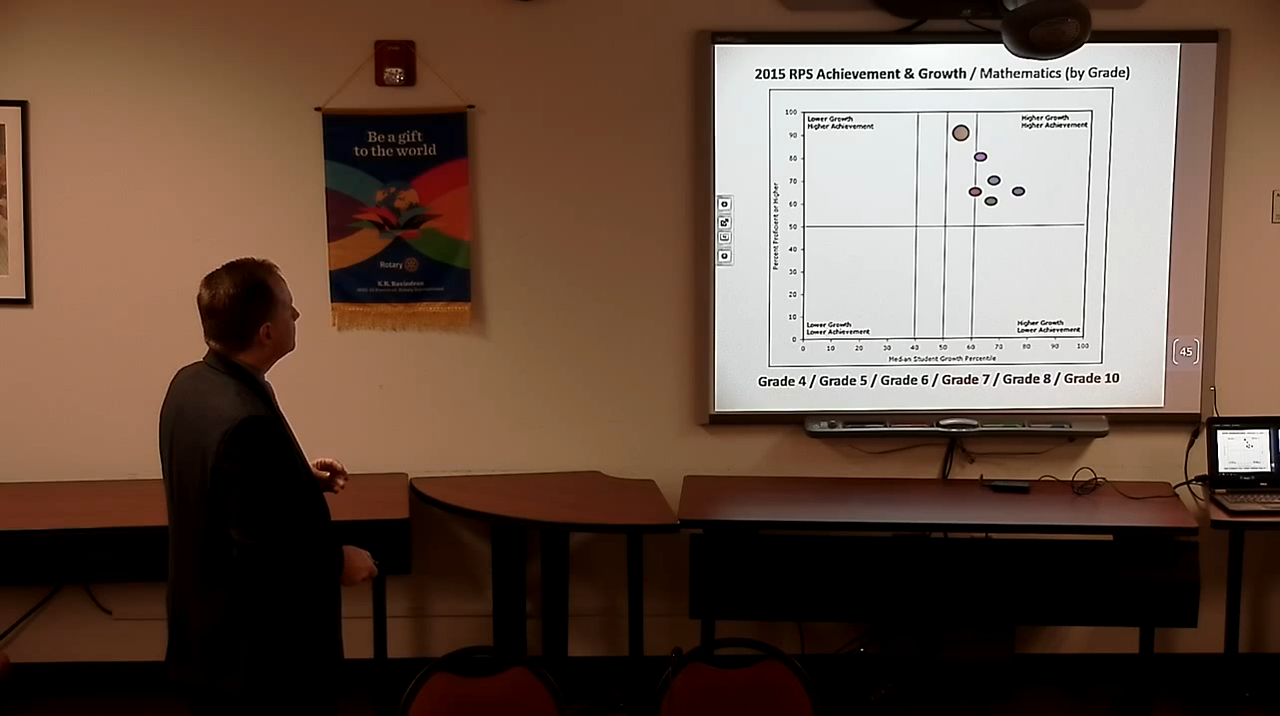 Be a gift
to the world
Rotary
K.R. Ravindran
2015 RPS Achievement & Growth / Mathematics (by Grade)
Lower Growth
Higher Achievement
Higher Growth
Higher Achievement
Percent Proficient or Higher
100
90
80
70
60
50
40
30
20
10
0
Lower Growth
Lower Achievement
Higher Growth
Lower Achievement
0 10 20 30 40 50 60 70 80 90 100
Median Student Growth Percentile
45
Grade 4 / Grade 5 / Grade 6 / Grade 7 / Grade 8 / Grade 10